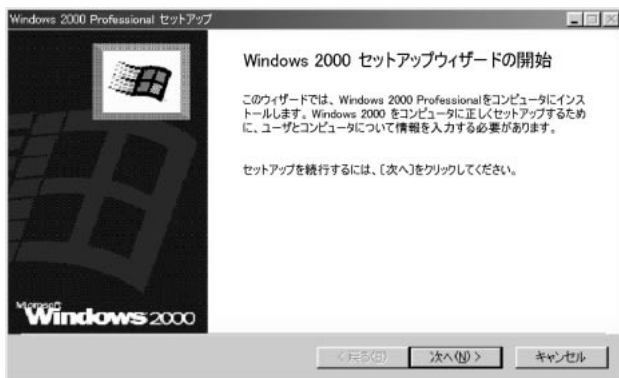 Windows 2000 Professional セットアップ
Windows 2000 セットアップウィザードの開始
このウィザードでは、Windows 2000 Professionalをコンピュータにインス
トールします。Windows 2000 をコンピュータに正しくセットアップするため
に、ユーザとコンピュータについて情報を入力する必要があります。
セットアップを続行するには、[次へ]をクリックしてください。
Microsoft
Windows 2000
< 戻る(B)
次へ(N) >
キャンセル